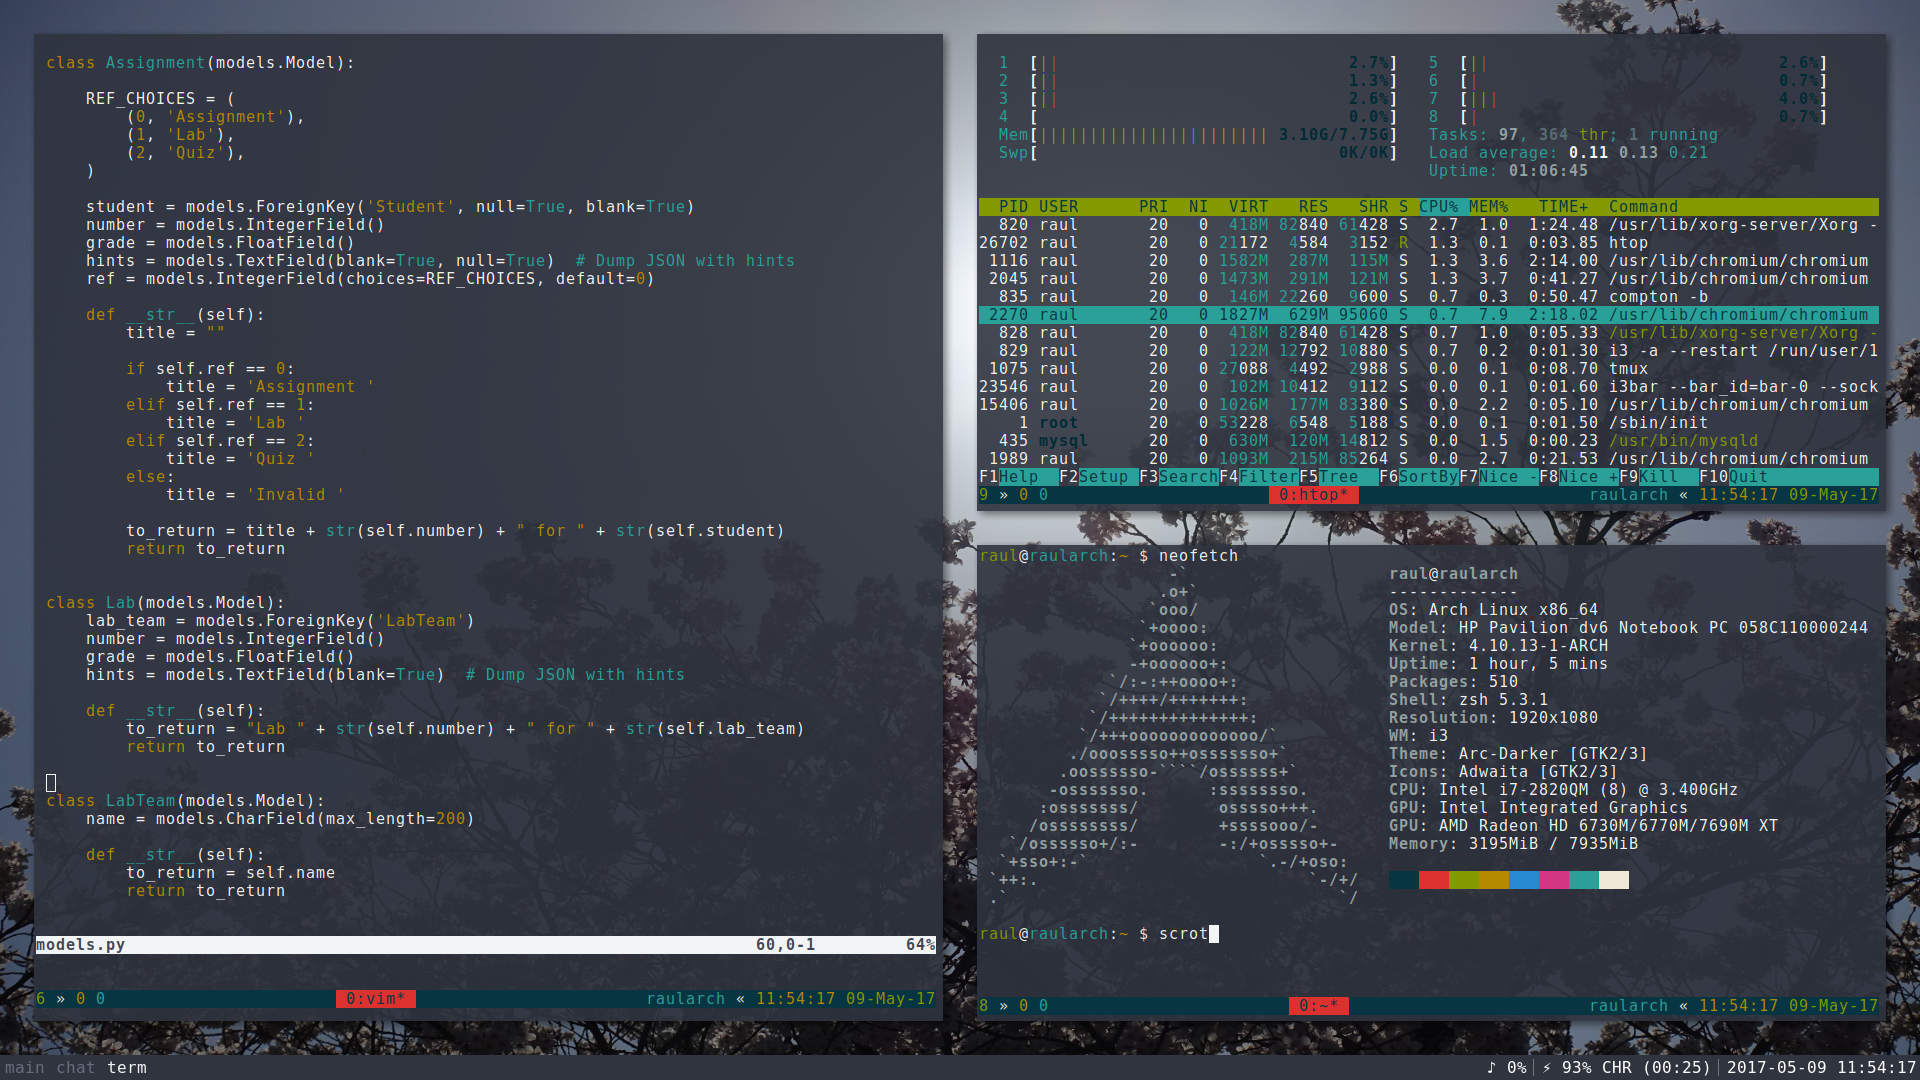 class Assignment(models.Model):
REF_CHOICES = (
(0, 'Assignment'),
(1, 'Lab'),
(2, 'Quiz'),
)
student = models.ForeignKey('Student', null=True, blank=True)
number = models.IntegerField()
grade = models.FloatField()
hints = models.TextField(blank=True, null=True)  # Dump JSON with hints
ref = models.IntegerField(choices=REF_CHOICES, default=0)
def __str__(self):
title = ""
if self.ref == 0:
title = 'Assignment '
elif self.ref == 1:
title = 'Lab '
elif self.ref == 2:
title = 'Quiz '
else:
title = 'Invalid '
to_return = title + str(self.number) + " for " + str(self.student)
return to_return
class Lab(models.Model):
lab_team = models.ForeignKey('LabTeam')
number = models.IntegerField()
grade = models.FloatField()
hints = models.TextField(blank=True)  # Dump JSON with hints
def __str__(self):
to_return = "Lab " + str(self.number) + " for " + str(self.lab_team)
return to_return
class LabTeam(models.Model):
name = models.CharField(max_length=200)
def __str__(self):
to_return = self.name
return to_return
models.py 60,0-1 64%
6 » 0 0 0:vim* raularch « 11:54:17 09-May-17
1 [|| 2.7%] 5 [|| 2.6%]
2 [|| 1.3%] 6 [| 0.7%]
3 [|| 2.6%] 7 [||| 4.0%]
4 [ 0.0%] 8 [| 0.7%]
Mem[||||||||||||||||||||||| 3.10G/7.75G] Tasks: 97, 364 thr; 1 running
Swp[ 0K/0K] Load average: 0.11 0.13 0.21
Uptime: 01:06:45
PID USER PRI NI VIRT RES SHR S CPU% MEM% TIME+ Command
820 raul 20 0 418M 82840 61428 S 2.7 1.0 1:24.48 /usr/lib/xorg-server/Xorg -
26702 raul 20 0 21172 4584 3152 R 1.3 0.1 0:03.85 htop
1116 raul 20 0 1582M 287M 115M S 1.3 3.6 2:14.00 /usr/lib/chromium/chromium
2045 raul 20 0 1473M 291M 121M S 1.3 3.7 0:41.27 /usr/lib/chromium/chromium
835 raul 20 0 146M 22260 9600 S 0.7 0.3 0:50.47 compton -b
2270 raul 20 0 1827M 629M 95060 S 0.7 7.9 2:18.02 /usr/lib/chromium/chromium
828 raul 20 0 418M 82840 61428 S 0.7 1.0 0:05.33 /usr/lib/xorg-server/Xorg -
829 raul 20 0 122M 12792 10880 S 0.7 0.2 0:01.30 i3 -a --restart /run/user/1
1075 raul 20 0 27088 4492 2988 S 0.0 0.1 0:08.70 tmux
23546 raul 20 0 102M 10412 9112 S 0.0 0.1 0:01.60 i3bar --bar_id=bar-0 --sock
15406 raul 20 0 1026M 177M 83380 S 0.0 2.2 0:05.10 /usr/lib/chromium/chromium
1 root 20 0 53228 6548 5188 S 0.0 0.1 0:01.50 /sbin/init
435 mysql 20 0 630M 120M 14812 S 0.0 1.5 0:00.23 /usr/bin/mysqld
1989 raul 20 0 1093M 215M 85264 S 0.0 2.7 0:21.53 /usr/lib/chromium/chromium
F1Help F2Setup F3SearchF4FilterF5Tree F6SortByF7Nice -F8Nice +F9Kill F10Quit
9 » 0 0 0:htop* raularch « 11:54:17 09-May-17
raul@raularch:~ $ neofetch
-`
.o+` raul@raularch
`ooo/ -------------
`+oooo: OS: Arch Linux x86_64
`+oooooo: Model: HP Pavilion dv6 Notebook PC 058C110000244
-+oooooo+: Kernel: 4.10.13-1-ARCH
`/:-:++oooo+: Uptime: 1 hour, 5 mins
`/++++/+++++++: Packages: 510
`/++++++++++++++: Shell: zsh 5.3.1
`/+++ooooooooooooo/` Resolution: 1920x1080
./ooosssso++osssssso+` WM: i3
.oossssso-````/ossssss+` Theme: Arc-Darker [GTK2/3]
-osssssso. :ssssssso. Icons: Adwaita [GTK2/3]
:osssssss/ osssso+++. CPU: Intel i7-2820QM (8) @ 3.400GHz
/ossssssss/ +ssssooo/- GPU: Intel Integrated Graphics
`/ossssso+/:- -:/+osssso+- GPU: AMD Radeon HD 6730M/6770M/7690M XT
`+sso+:-` `.-/+oso: Memory: 3195MiB / 7935MiB
`++:. `-/+/
.` `/
raul@raularch:~ $ scrot
8 » 0 0 0:~* raularch « 11:54:17 09-May-17
main chat term ♪ 0% ⚡ 93% CHR (00:25) 2017-05-09 11:54:17